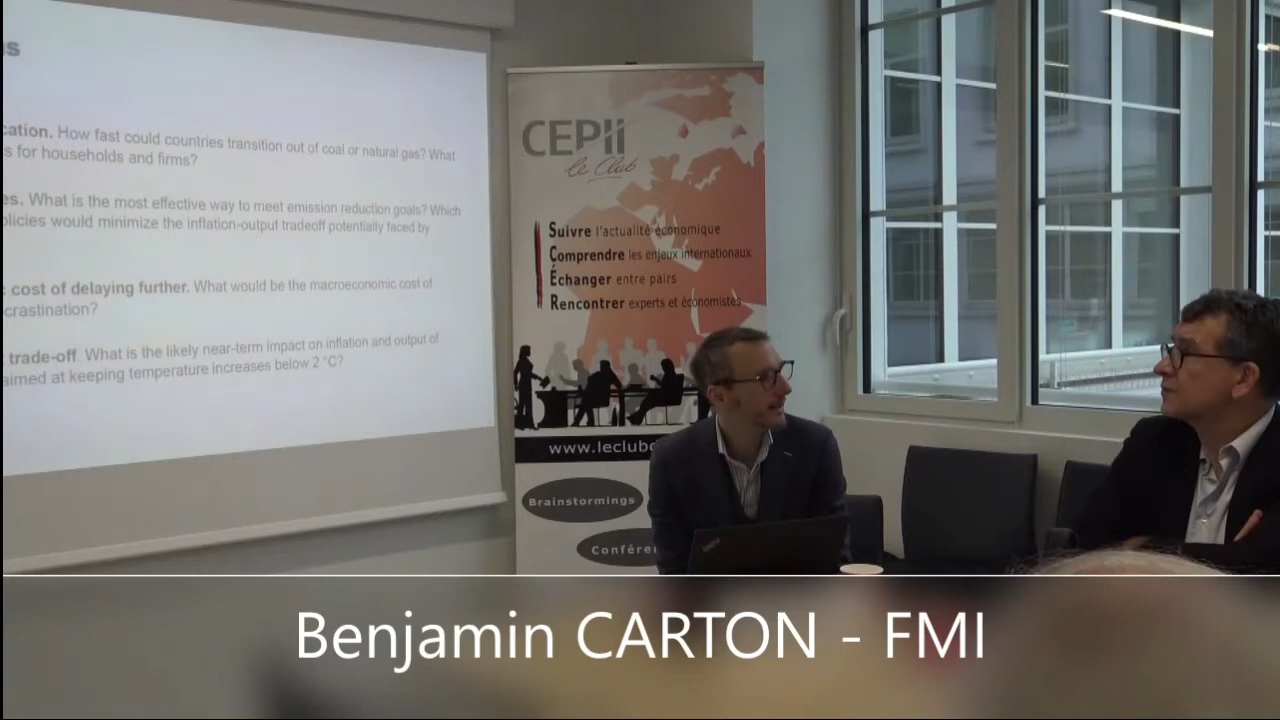 s
cation. How fast could countries transition out of coal or natural gas? What
s for households and firms?
es. What is the most effective way to meet emission reduction goals? Which
licies would minimize the inflation-output tradeoff potentially faced by
: cost of delaying further. What would be the macroeconomic cost of
crastination?
trade-off. What is the likely near-term impact on inflation and output of
aimed at keeping temperature increases below 2 °C?
CEPII
le Club
Suivre l'actualité économique
Comprendre les enjeux internationaux
Échanger entre pairs
Rencontrer experts et économistes
www.leclub
Brainstormings
Confére
ThinkPad
Benjamin CARTON - FMI